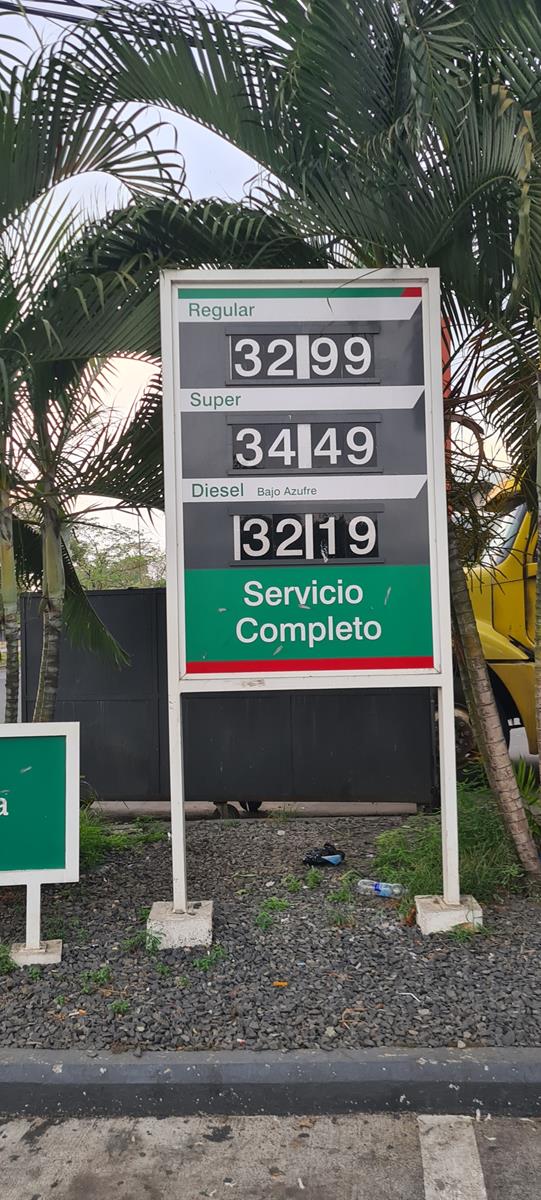 Regular
32 99
Super
34 49
Diesel Bajo Azufre
32 19
Servicio
Completo
a